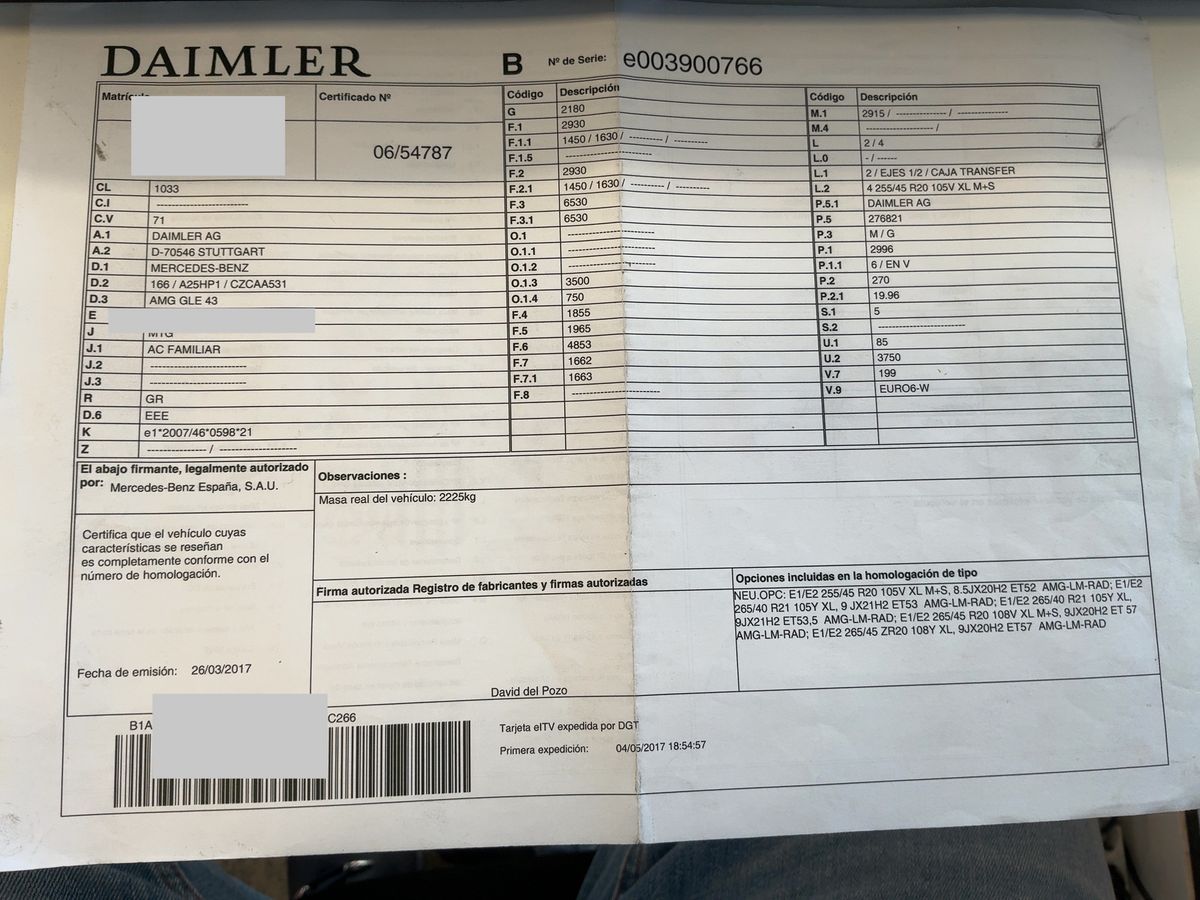 DAIMLER
B Nº de Serie: e003900766
Certificado Nº
06/54787
CL 1033
C.I -----------------------
C.V 71
A.1 DAIMLER AG
A.2 D-70546 STUTTGART
D.1 MERCEDES-BENZ
D.2 166 / A25HP1 / CZCAA531
D.3 AMG GLE 43
E
J M1G
J.1 AC FAMILIAR
J.2 ------------------------
J.3 ------------------------
R GR
D.6 EEE
K e1*2007/46*0598*21
Z --------------- / --------------------
Código Descripción
G 2180
F.1 2930
F.1.1 1450 / 1630 / --------- / ---------
F.1.5 ----------------------
F.2 2930
F.2.1 1450 / 1630 / --------- / ---------
F.3 6530
F.3.1 6530
O.1 ----------------------
O.1.1 ----------------------
O.1.2 ----------------------
O.1.3 3500
O.1.4 750
F.4 1855
F.5 1965
F.6 4853
F.7 1662
F.7.1 1663
F.8 ----------------------
Código Descripción
M.1 2915 / -------------- / --------------
M.4 ------------------- /
L 2 / 4
L.0 - / ------
L.1 2 / EJES 1/2 / CAJA TRANSFER
L.2 4 255/45 R20 105V XL M+S
P.5.1 DAIMLER AG
P.5 276821
P.3 M / G
P.1 2996
P.1.1 6 / EN V
P.2 270
P.2.1 19.96
S.1 5
S.2 ----------------------
U.1 85
U.2 3750
V.7 199
V.9 EURO6-W
El abajo firmante, legalmente autorizado
por: Mercedes-Benz España, S.A.U.
Certifica que el vehículo cuyas
características se reseñan
es completamente conforme con el
número de homologación.
Fecha de emisión: 26/03/2017
Observaciones :
Masa real del vehículo: 2225kg
Firma autorizada Registro de fabricantes y firmas autorizadas
David del Pozo
Opciones incluidas en la homologación de tipo
NEU.OPC: E1/E2 255/45 R20 105V XL M+S, 8.5JX20H2 ET52 AMG-LM-RAD; E1/E2
265/40 R21 105Y XL, 9 JX21H2 ET53 AMG-LM-RAD; E1/E2 265/40 R21 105Y XL,
9JX21H2 ET53,5 AMG-LM-RAD; E1/E2 265/45 R20 108V XL M+S, 9JX20H2 ET 57
AMG-LM-RAD; E1/E2 265/45 ZR20 108Y XL, 9JX20H2 ET57 AMG-LM-RAD
B1A
C266
Tarjeta eITV expedida por DGT
Primera expedición: 04/05/2017 18:54:57